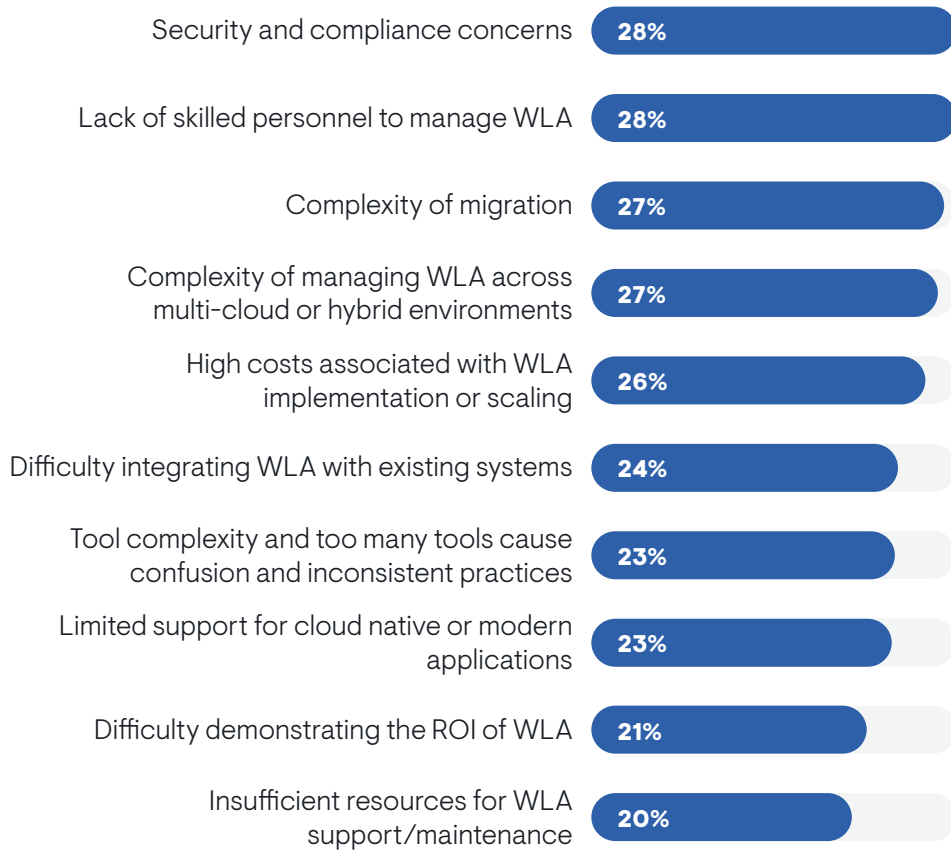 Security and compliance concerns
28%
Lack of skilled personnel to manage WLA
28%
Complexity of migration
27%
Complexity of managing WLA across
multi-cloud or hybrid environments
27%
High costs associated with WLA
implementation or scaling
26%
Difficulty integrating WLA with existing systems
24%
Tool complexity and too many tools cause
confusion and inconsistent practices
23%
Limited support for cloud native or modern
applications
23%
Difficulty demonstrating the ROI of WLA
21%
Insufficient resources for WLA
support/maintenance
20%